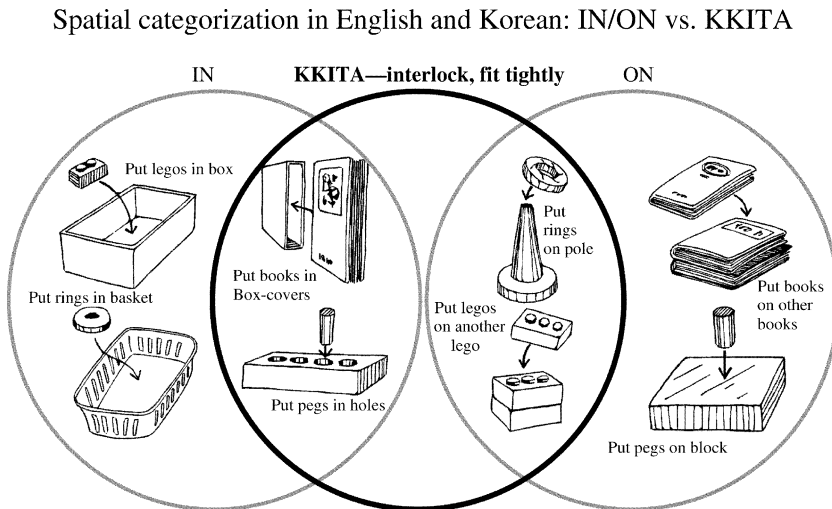 Spatial categorization in English and Korean: IN/ON vs. KKITA
IN
KKITA—interlock, fit tightly
ON
Put legos in box
Put rings in basket
Put books in
Box-covers
Put pegs in holes
Put
rings
on pole
Put legos
on another
lego
Put books
on other
books
Put pegs on block